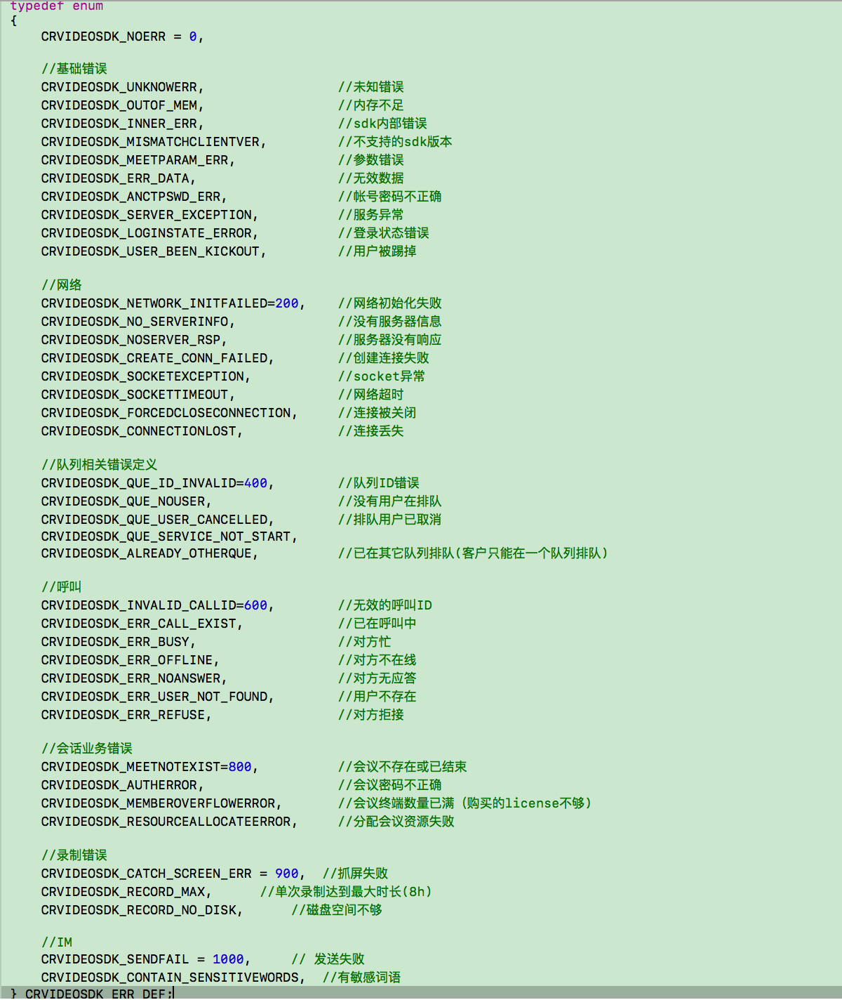 typedef enum
{
CRVIDEOSDK_NOERR = 0,
//基础错误
CRVIDEOSDK_UNKNOWERR, //未知错误
CRVIDEOSDK_OUTOF_MEM, //内存不足
CRVIDEOSDK_INNER_ERR, //sdk内部错误
CRVIDEOSDK_MISMATCHCLIENTVER, //不支持的sdk版本
CRVIDEOSDK_MEETPARAM_ERR, //参数错误
CRVIDEOSDK_ERR_DATA, //无效数据
CRVIDEOSDK_ANCTPSWD_ERR, //帐号密码不正确
CRVIDEOSDK_SERVER_EXCEPTION, //服务异常
CRVIDEOSDK_LOGINSTATE_ERROR, //登录状态错误
CRVIDEOSDK_USER_BEEN_KICKOUT, //用户被踢掉
//网络
CRVIDEOSDK_NETWORK_INITFAILED=200, //网络初始化失败
CRVIDEOSDK_NO_SERVERINFO, //没有服务器信息
CRVIDEOSDK_NOSERVER_RSP, //服务器没有响应
CRVIDEOSDK_CREATE_CONN_FAILED, //创建连接失败
CRVIDEOSDK_SOCKETEXCEPTION, //socket异常
CRVIDEOSDK_SOCKETTIMEOUT, //网络超时
CRVIDEOSDK_FORCEDCLOSECONNECTION, //连接被关闭
CRVIDEOSDK_CONNECTIONLOST, //连接丢失
//队列相关错误定义
CRVIDEOSDK_QUE_ID_INVALID=400, //队列ID错误
CRVIDEOSDK_QUE_NOUSER, //没有用户在排队
CRVIDEOSDK_QUE_USER_CANCELLED, //排队用户已取消
CRVIDEOSDK_QUE_SERVICE_NOT_START,
CRVIDEOSDK_ALREADY_OTHERQUE, //已在其它队列排队(客户只能在一个队列排队)
//呼叫
CRVIDEOSDK_INVALID_CALLID=600, //无效的呼叫ID
CRVIDEOSDK_ERR_CALL_EXIST, //已在呼叫中
CRVIDEOSDK_ERR_BUSY, //对方忙
CRVIDEOSDK_ERR_OFFLINE, //对方不在线
CRVIDEOSDK_ERR_NOANSWER, //对方无应答
CRVIDEOSDK_ERR_USER_NOT_FOUND, //用户不存在
CRVIDEOSDK_ERR_REFUSE, //对方拒接
//会话业务错误
CRVIDEOSDK_MEETNOTEXIST=800, //会议不存在或已结束
CRVIDEOSDK_AUTHERROR, //会议密码不正确
CRVIDEOSDK_MEMBEROVERFLOWERROR, //会议终端数量已满（购买的license不够)
CRVIDEOSDK_RESOURCEALLOCATEERROR, //分配会议资源失败
//录制错误
CRVIDEOSDK_CATCH_SCREEN_ERR = 900, //抓屏失败
CRVIDEOSDK_RECORD_MAX, //单次录制达到最大时长(8h)
CRVIDEOSDK_RECORD_NO_DISK, //磁盘空间不够
//IM
CRVIDEOSDK_SENDFAIL = 1000, // 发送失败
CRVIDEOSDK_CONTAIN_SENSITIVEWORDS, //有敏感词语
} CRVIDEOSDK_ERR_DEF;